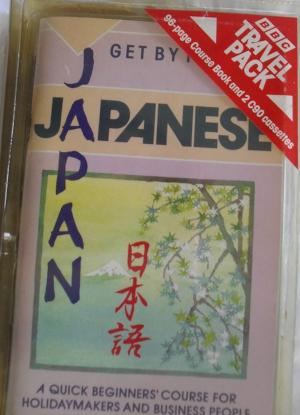 BBC
TRAVEL
PACK
96-page Course Book and 2 C90 cassettes
GET BY
JAPANESE
JAPAN
日本語
A QUICK BEGINNERS' COURSE FOR
HOLIDAYMAKERS AND BUSINESS PEOPLE